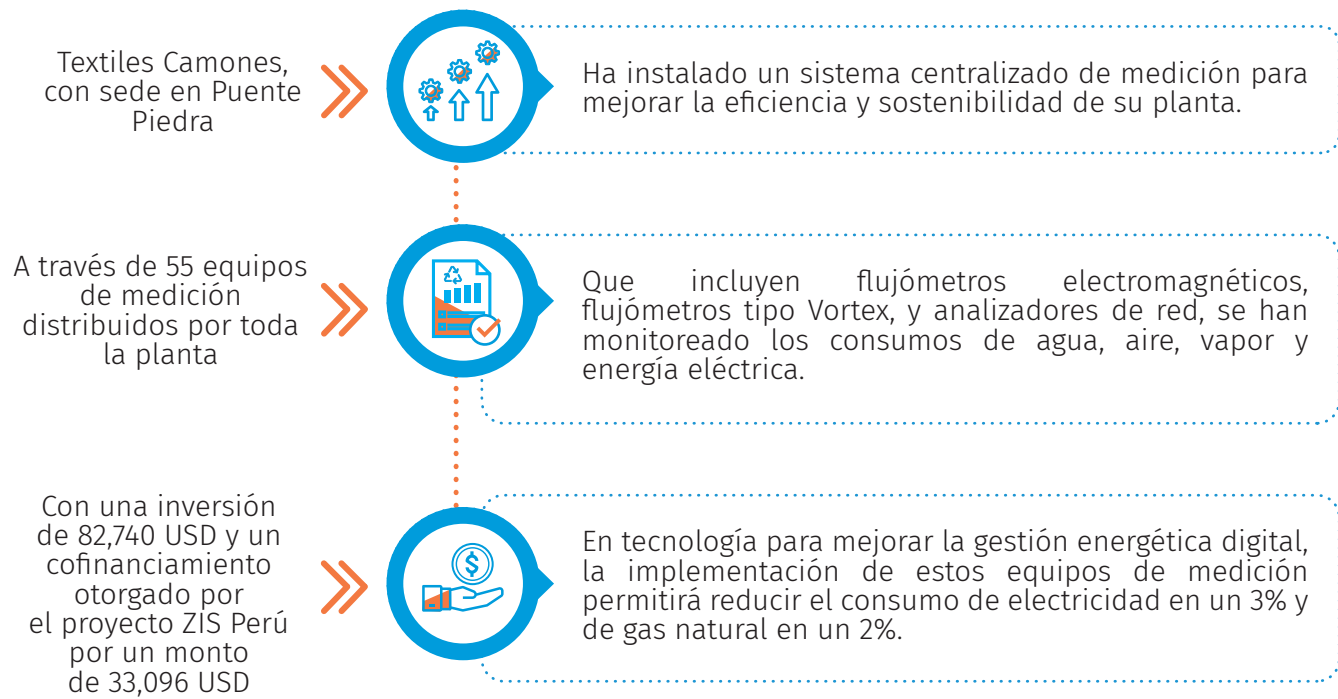 Textiles Camones,
con sede en Puente
Piedra
Ha instalado un sistema centralizado de medición para
mejorar la eficiencia y sostenibilidad de su planta.
A través de 55 equipos
de medición
distribuidos por toda
la planta
Que incluyen flujómetros electromagnéticos,
flujómetros tipo Vortex, y analizadores de red, se han
monitoreado los consumos de agua, aire, vapor y
energía eléctrica.
Con una inversión
de 82,740 USD y un
cofinanciamiento
otorgado por
el proyecto ZIS Perú
por un monto
de 33,096 USD
$
En tecnología para mejorar la gestión energética digital,
la implementación de estos equipos de medición
permitirá reducir el consumo de electricidad en un 3% y
de gas natural en un 2%.